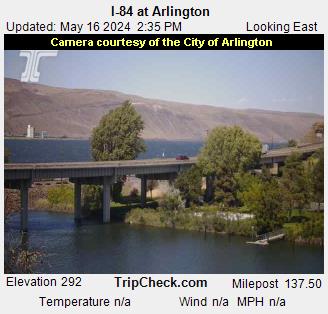 I-84 at Arlington
Updated: May 16 2024 2:35 PM Looking East
Camera courtesy of the City of Arlington
Elevation 292 TripCheck.com Milepost 137.50
Temperature n/a Wind n/a MPH n/a